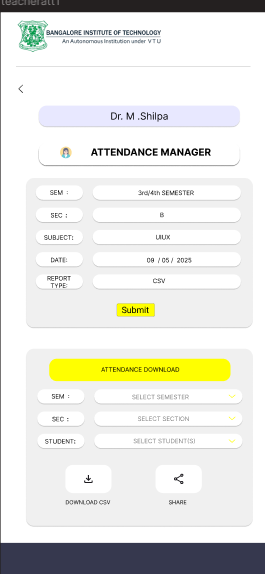 teacheratt1
BANGALORE INSTITUTE OF TECHNOLOGY
An Autonomous Institution under VTU
Dr. M .Shilpa
ATTENDANCE MANAGER
SEM : 3rd/4th SEMESTER
SEC : B
SUBJECT: UIUX
DATE: 09 / 05 / 2025
REPORT
TYPE: CSV
Submit
ATTENDANCE DOWNLOAD
SEM : SELECT SEMESTER
SEC : SELECT SECTION
STUDENT: SELECT STUDENT(S)
DOWNLOAD CSV SHARE